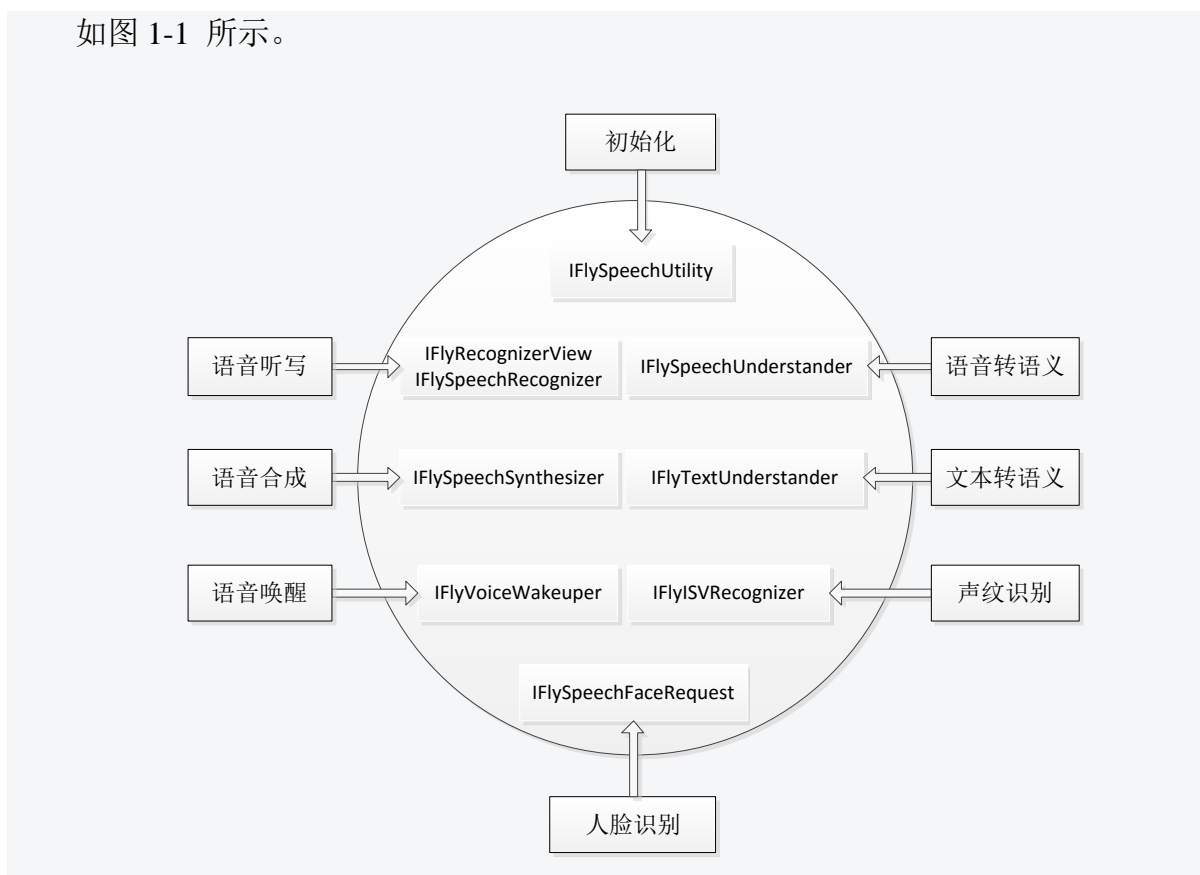 如图 1-1 所示。
初始化
IFlySpeechUtility
语音听写
IFlyRecognizerView
IFlySpeechRecognizer
IFlySpeechUnderstander
语音转语义
语音合成
IFlySpeechSynthesizer
IFlyTextUnderstander
文本转语义
语音唤醒
IFlyVoiceWakeuper
IFlyISVRecognizer
声纹识别
IFlySpeechFaceRequest
人脸识别